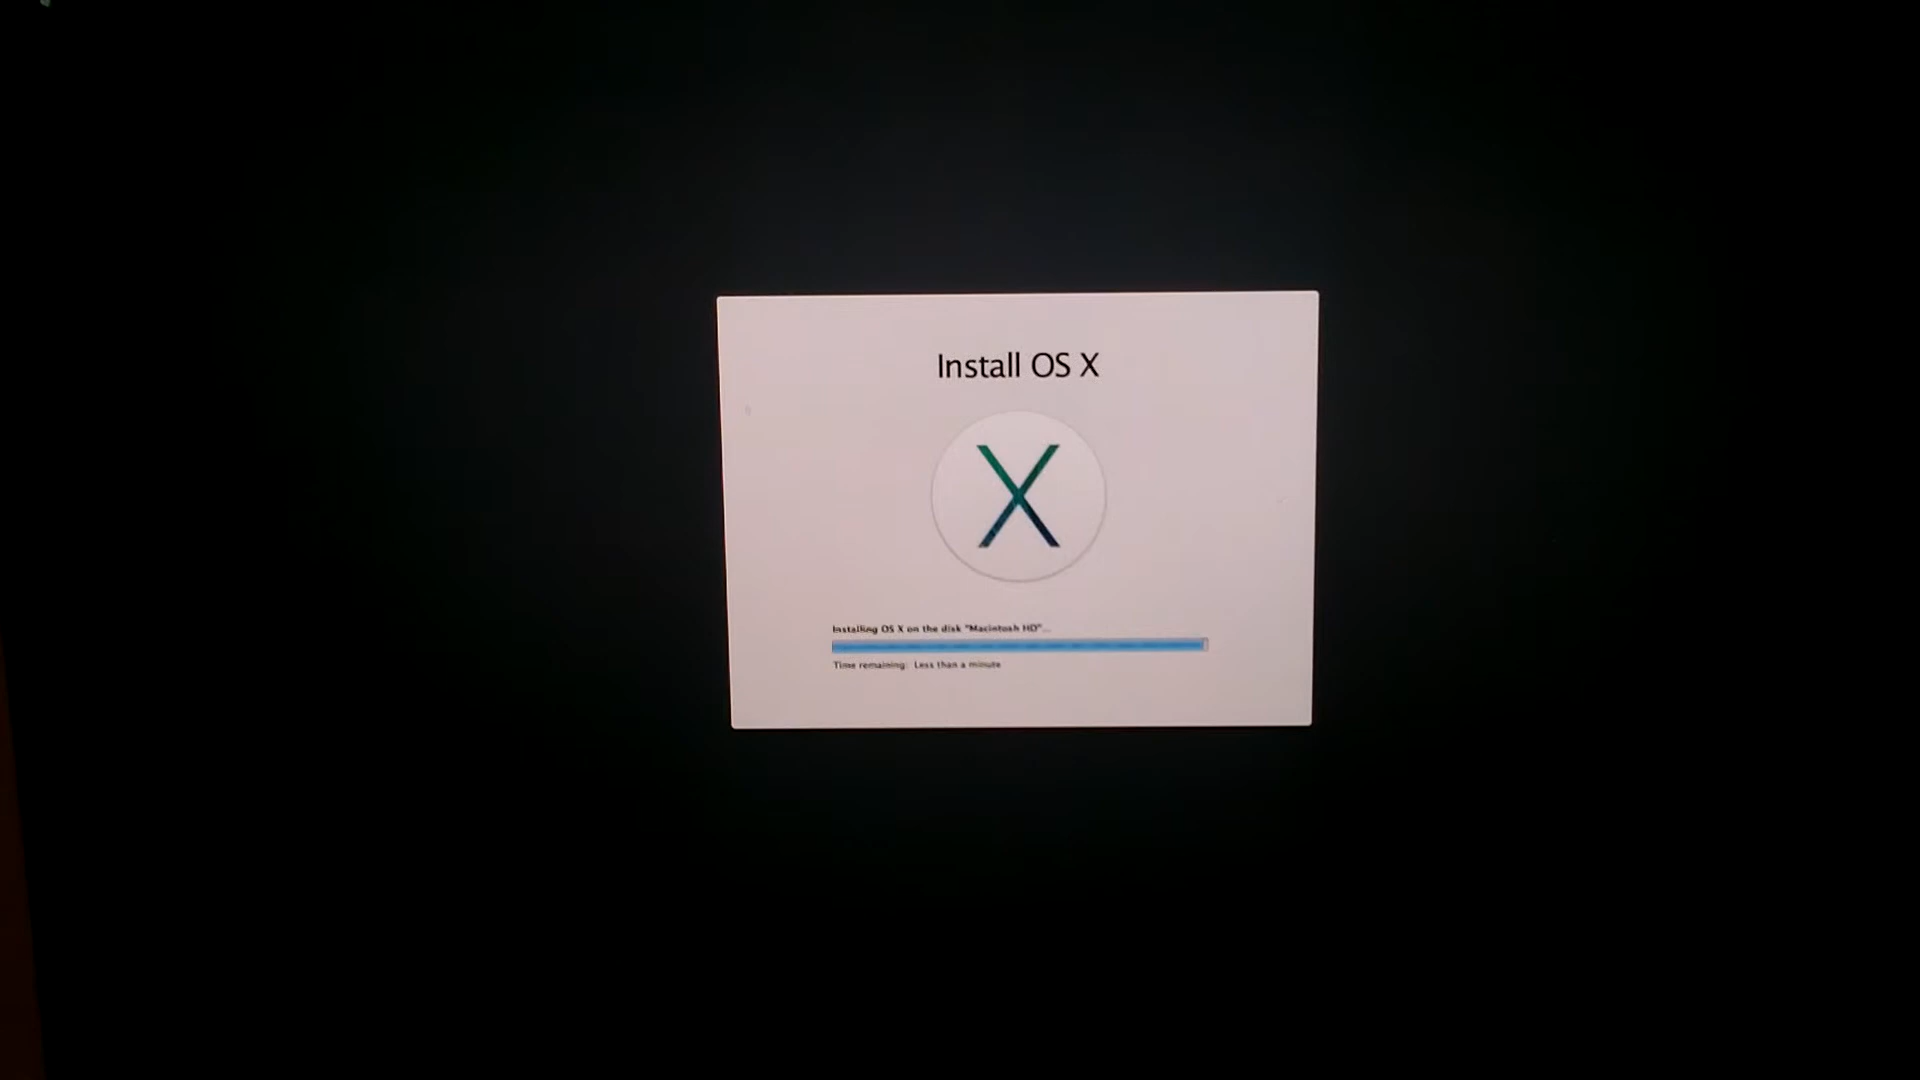 Install OS X
X
Installing OS X on the disk "Macintosh HD"...
Time remaining: Less than a minute